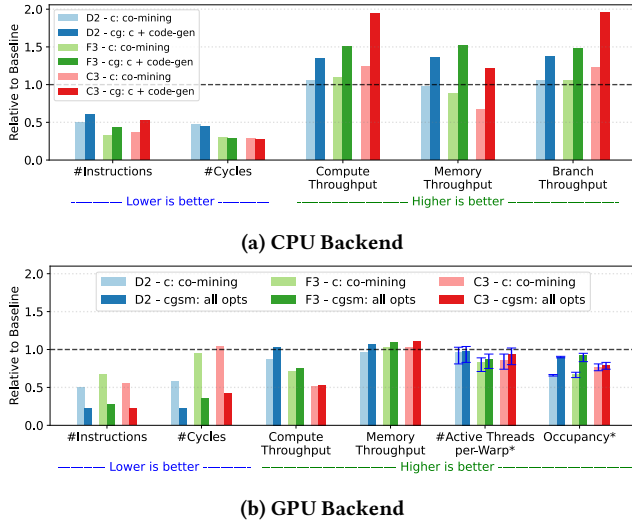 2.0
1.5
1.0
0.5
0.0
Relative to Baseline
D2 - c: co-mining
D2 - cg: c + code-gen
F3 - c: co-mining
F3 - cg: c + code-gen
C3 - c: co-mining
C3 - cg: c + code-gen
#Instructions
#Cycles
Compute
Throughput
Memory
Throughput
Branch
Throughput
Lower is better
Higher is better
(a) CPU Backend
2.0
1.5
1.0
0.5
0.0
Relative to Baseline
D2 - c: co-mining
F3 - c: co-mining
C3 - c: co-mining
D2 - cgsm: all opts
F3 - cgsm: all opts
C3 - cgsm: all opts
#Instructions
#Cycles
Compute
Throughput
Memory
Throughput
#Active Threads
per-Warp*
Occupancy*
Lower is better
Higher is better
(b) GPU Backend